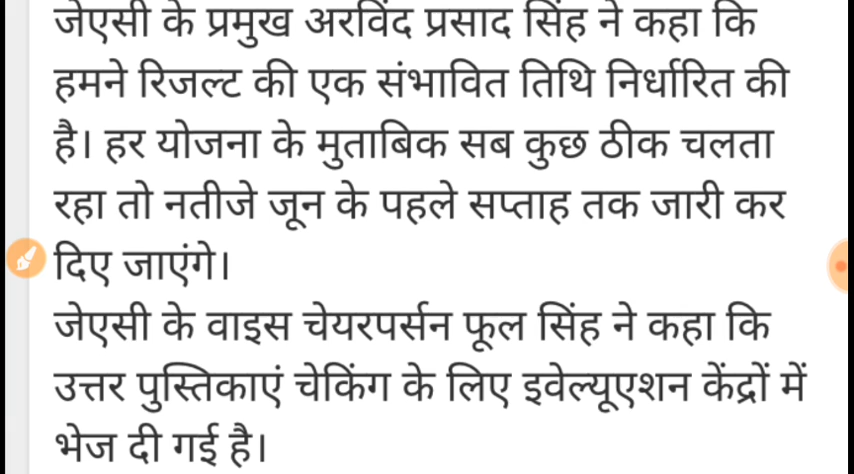 जेएसी के प्रमुख अरविंद प्रसाद सिंह ने कहा कि
हमने रिजल्ट की एक संभावित तिथि निर्धारित की
है। हर योजना के मुताबिक सब कुछ ठीक चलता
रहा तो नतीजे जून के पहले सप्ताह तक जारी कर
दिए जाएंगे।
जेएसी के वाइस चेयरपर्सन फूल सिंह ने कहा कि
उत्तर पुस्तिकाएं चेकिंग के लिए इवेल्यूएशन केंद्रों में
भेज दी गई है।